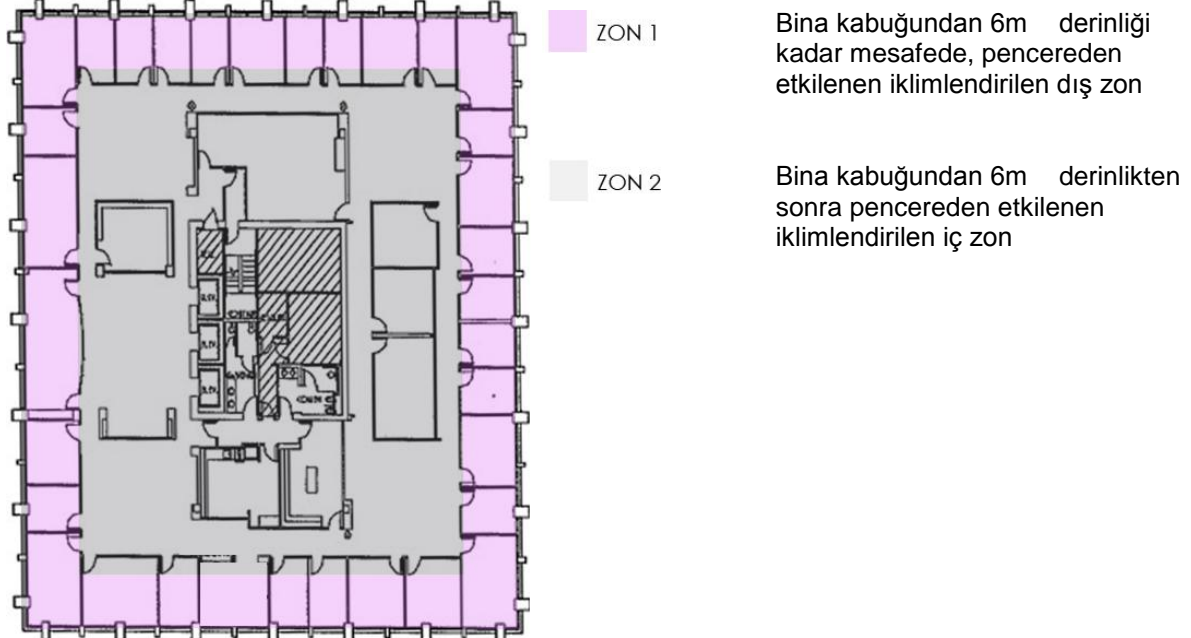 ZON 1
Bina kabuğundan 6m derinliği
kadar mesafede, pencereden
etkilenen iklimlendirilen dış zon
ZON 2
Bina kabuğundan 6m derinlikten
sonra pencereden etkilenen
iklimlendirilen iç zon